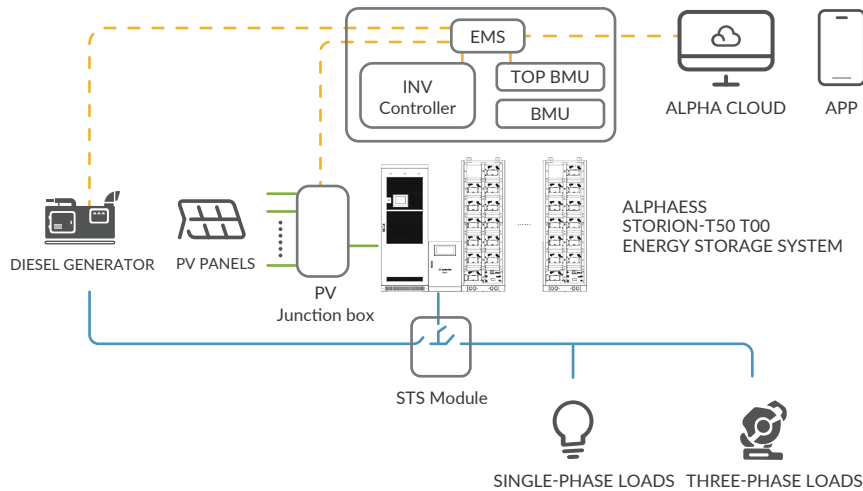 EMS
INV
Controller
TOP BMU
BMU
ALPHA CLOUD
APP
ALPHAESS
STORION-T50 T00
ENERGY STORAGE SYSTEM
DIESEL GENERATOR
PV PANELS
PV
Junction box
STS Module
SINGLE-PHASE LOADS
THREE-PHASE LOADS